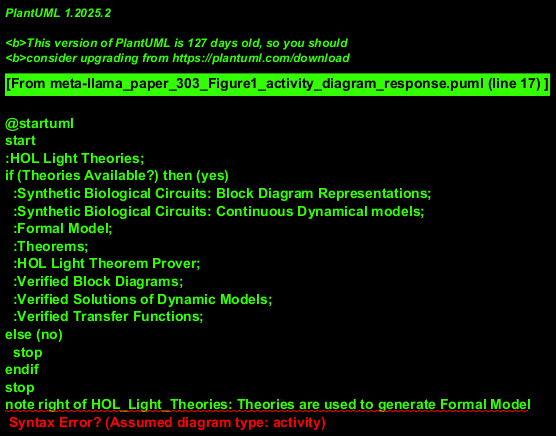 PlantUML 1.2025.2
<b>This version of PlantUML is 127 days old, so you should
<b>consider upgrading from https://plantuml.com/download
[From meta-llama_paper_303_Figure1_activity_diagram_response.puml (line 17) ]
@startuml
start
:HOL Light Theories;
if (Theories Available?) then (yes)
:Synthetic Biological Circuits: Block Diagram Representations;
:Synthetic Biological Circuits: Continuous Dynamical models;
:Formal Model;
:Theorems;
:HOL Light Theorem Prover;
:Verified Block Diagrams;
:Verified Solutions of Dynamic Models;
:Verified Transfer Functions;
else (no)
stop
endif
stop
note right of HOL_Light_Theories: Theories are used to generate Formal Model
Syntax Error? (Assumed diagram type: activity)